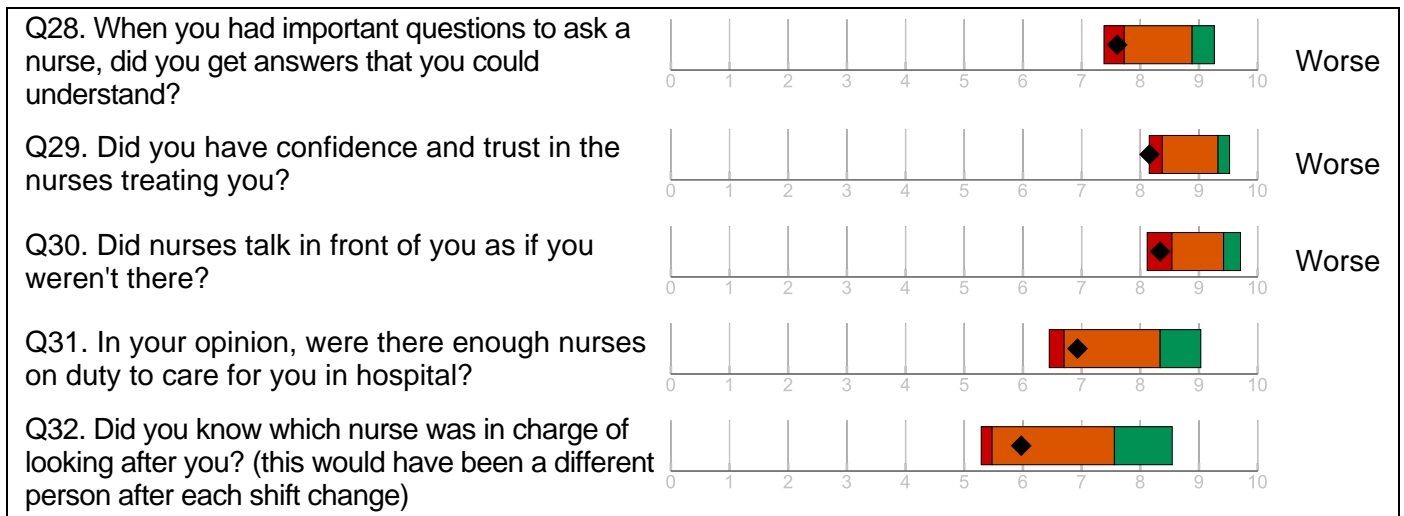 Q28. When you had important questions to ask a
nurse, did you get answers that you could
understand?
0 1 2 3 4 5 6 7 8 9 10
Worse
Q29. Did you have confidence and trust in the
nurses treating you?
0 1 2 3 4 5 6 7 8 9 10
Worse
Q30. Did nurses talk in front of you as if you
weren't there?
0 1 2 3 4 5 6 7 8 9 10
Worse
Q31. In your opinion, were there enough nurses
on duty to care for you in hospital?
0 1 2 3 4 5 6 7 8 9 10
Q32. Did you know which nurse was in charge of
looking after you? (this would have been a different
person after each shift change)
0 1 2 3 4 5 6 7 8 9 10